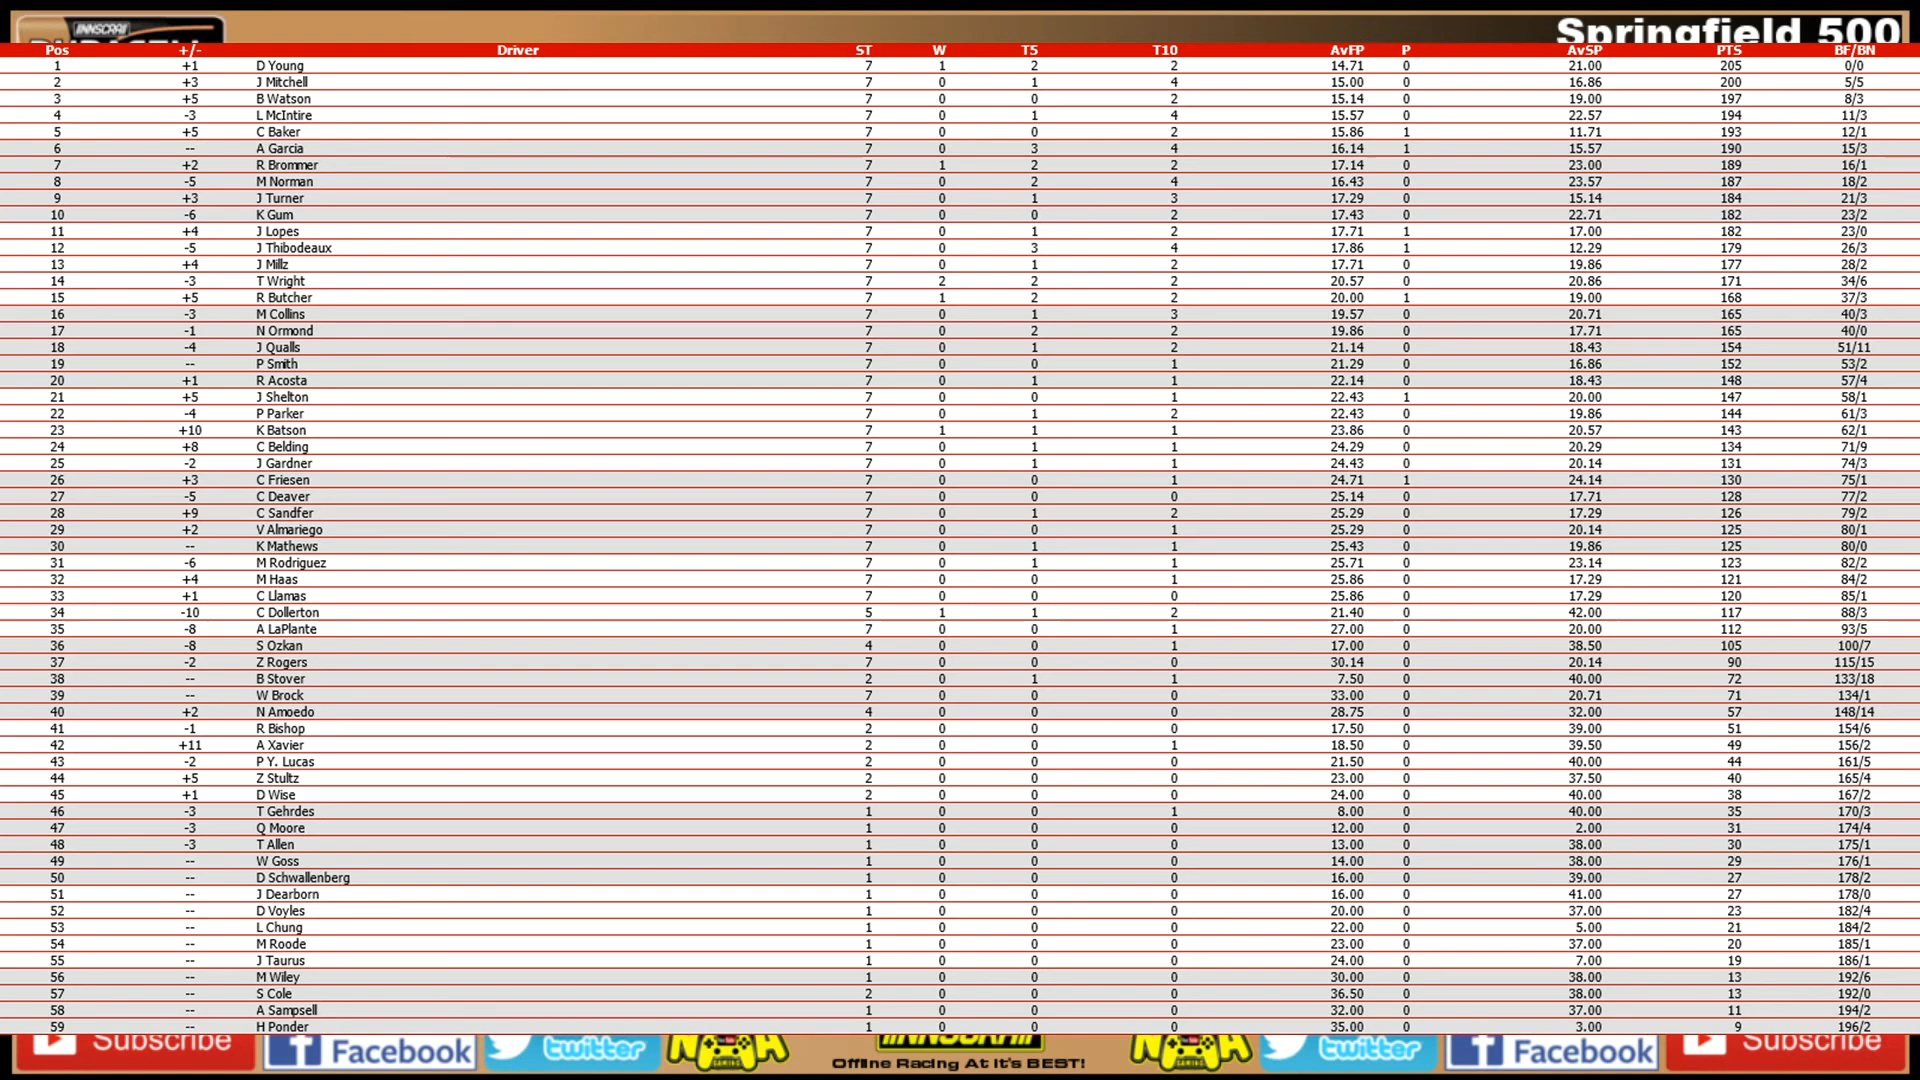 INNSCRA
Springfield 500
Pos +/- Driver ST W T5 T10 AvFP P AvSP PTS BF/BN
1 +1 D Young 7 1 2 2 14.71 0 21.00 205 0/0
2 +3 J Mitchell 7 0 1 4 15.00 0 16.86 200 5/5
3 +5 B Watson 7 0 0 2 15.14 0 19.00 197 8/3
4 -3 L McIntire 7 0 1 4 15.57 0 22.57 194 11/3
5 +5 C Baker 7 0 0 2 15.86 1 11.71 193 12/1
6 -- A Garcia 7 0 3 4 16.14 1 15.57 190 15/3
7 +2 R Brommer 7 1 2 2 17.14 0 23.00 189 16/1
8 -5 M Norman 7 0 2 4 16.43 0 23.57 187 18/2
9 +3 J Turner 7 0 1 3 17.29 0 15.14 184 21/3
10 -6 K Gum 7 0 0 2 17.43 0 22.71 182 23/2
11 +4 J Lopes 7 0 1 2 17.71 1 17.00 182 23/0
12 -5 J Thibodeaux 7 0 3 4 17.86 1 12.29 179 26/3
13 +4 J Millz 7 0 1 2 17.71 0 19.86 177 28/2
14 -3 T Wright 7 2 2 2 20.57 0 20.86 171 34/6
15 +5 R Butcher 7 1 2 2 20.00 1 19.00 168 37/3
16 -3 M Collins 7 0 1 3 19.57 0 20.71 165 40/3
17 -1 N Ormond 7 0 2 2 19.86 0 17.71 165 40/0
18 -4 J Qualls 7 0 1 2 21.14 0 18.43 154 51/11
19 -- P Smith 7 0 0 1 21.29 0 16.86 152 53/2
20 +1 R Acosta 7 0 1 1 22.14 0 18.43 148 57/4
21 +5 J Shelton 7 0 0 1 22.43 1 20.00 147 58/1
22 -4 P Parker 7 0 1 2 22.43 0 19.86 144 61/3
23 +10 K Batson 7 1 1 1 23.86 0 20.57 143 62/1
24 +8 C Belding 7 0 1 1 24.29 0 20.29 134 71/9
25 -2 J Gardner 7 0 1 1 24.43 0 20.14 131 74/3
26 +3 C Friesen 7 0 0 1 24.71 1 24.14 130 75/1
27 -5 C Deaver 7 0 0 0 25.14 0 17.71 128 77/2
28 +9 C Sandfer 7 0 1 2 25.29 0 17.29 126 79/2
29 +2 V Almariego 7 0 0 1 25.29 0 20.14 125 80/1
30 -- K Mathews 7 0 1 1 25.43 0 19.86 125 80/0
31 -6 M Rodriguez 7 0 1 1 25.71 0 23.14 123 82/2
32 +4 M Haas 7 0 0 1 25.86 0 17.29 121 84/2
33 +1 C Llamas 7 0 0 0 25.86 0 17.29 120 85/1
34 -10 C Dollerton 5 1 1 2 21.40 0 42.00 117 88/3
35 -8 A LaPlante 7 0 0 1 27.00 0 20.00 112 93/5
36 -8 S Ozkan 4 0 0 1 17.00 0 38.50 105 100/7
37 -2 Z Rogers 7 0 0 0 30.14 0 20.14 90 115/15
38 -- B Stover 2 0 1 1 7.50 0 40.00 72 133/18
39 -- W Brock 7 0 0 0 33.00 0 20.71 71 134/1
40 +2 N Amoedo 4 0 0 0 28.75 0 32.00 57 148/14
41 -1 R Bishop 2 0 0 0 17.50 0 39.00 51 154/6
42 +11 A Xavier 2 0 0 1 18.50 0 39.50 49 156/2
43 -2 P Y. Lucas 2 0 0 0 21.50 0 40.00 44 161/5
44 +5 Z Stultz 2 0 0 0 23.00 0 37.50 40 165/4
45 +1 D Wise 2 0 0 0 24.00 0 40.00 38 167/2
46 -3 T Gehrdes 1 0 0 1 8.00 0 40.00 35 170/3
47 -3 Q Moore 1 0 0 0 12.00 0 2.00 31 174/4
48 -3 T Allen 1 0 0 0 13.00 0 38.00 30 175/1
49 -- W Goss 1 0 0 0 14.00 0 38.00 29 176/1
50 -- D Schwallenberg 1 0 0 0 16.00 0 39.00 27 178/2
51 -- J Dearborn 1 0 0 0 16.00 0 41.00 27 178/0
52 -- D Voyles 1 0 0 0 20.00 0 37.00 23 182/4
53 -- L Chung 1 0 0 0 22.00 0 5.00 21 184/2
54 -- M Roode 1 0 0 0 23.00 0 37.00 20 185/1
55 -- J Taurus 1 0 0 0 24.00 0 7.00 19 186/1
56 -- M Wiley 1 0 0 0 30.00 0 38.00 13 192/6
57 -- S Cole 2 0 0 0 36.50 0 38.00 13 192/0
58 -- A Sampsell 1 0 0 0 32.00 0 37.00 11 194/2
59 -- H Ponder 1 0 0 0 35.00 0 3.00 9 196/2
Subscribe Facebook twitter Facebook Subscribe twitter
Offline Racing At It's BEST!